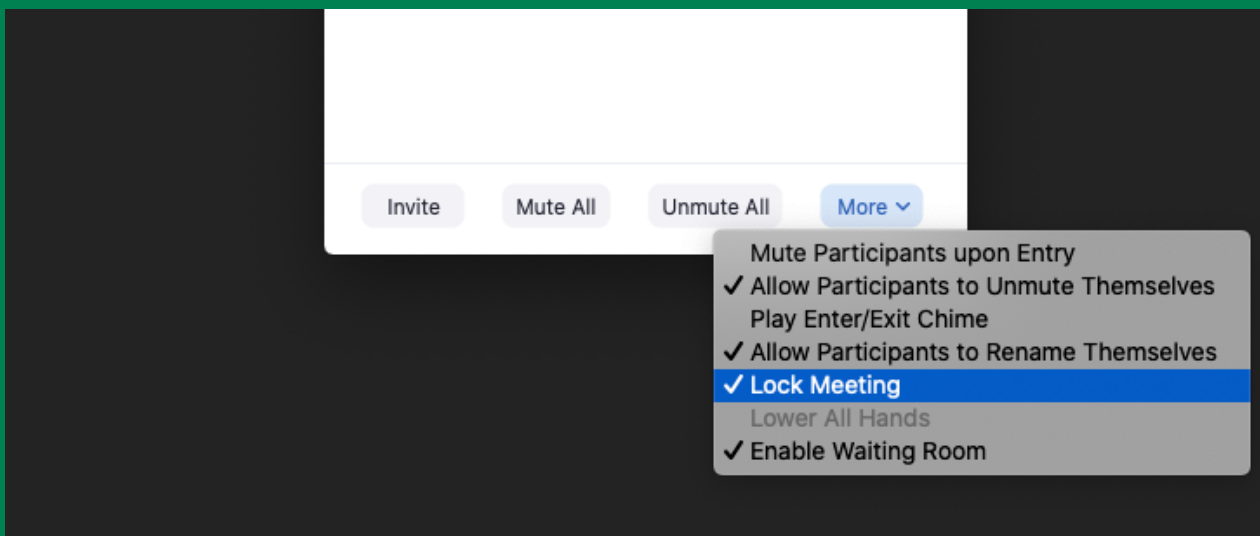 Invite Mute All Unmute All More
Mute Participants upon Entry
✓ Allow Participants to Unmute Themselves
Play Enter/Exit Chime
✓ Allow Participants to Rename Themselves
✓ Lock Meeting
Lower All Hands
✓ Enable Waiting Room